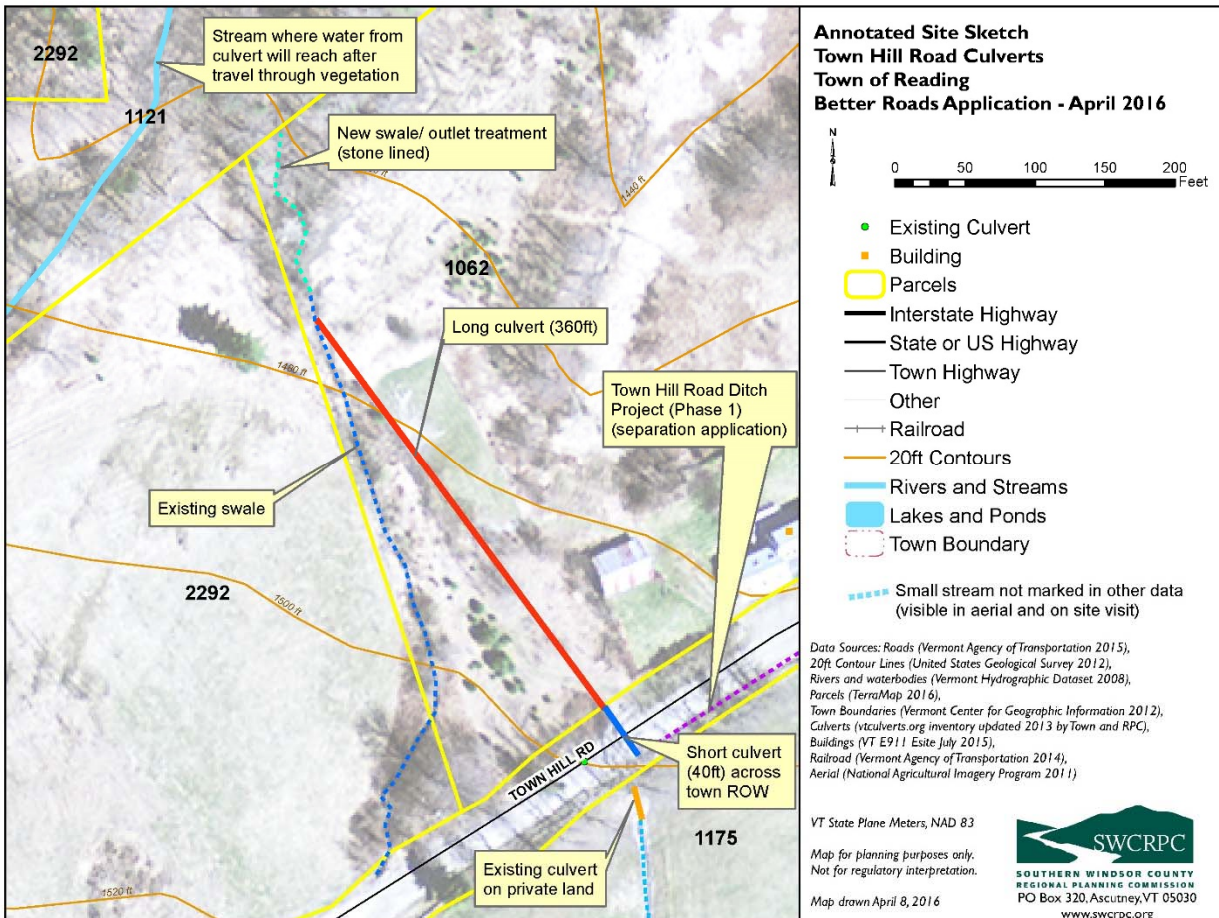 Annotated Site Sketch
Town Hill Road Culverts
Town of Reading
Better Roads Application - April 2016
N
0 50 100 150 200
Feet
Existing Culvert
Building
Parcels
Interstate Highway
State or US Highway
Town Highway
Other
Railroad
20ft Contours
Rivers and Streams
Lakes and Ponds
Town Boundary
Small stream not marked in other data
(visible in aerial and on site visit)
Data Sources: Roads (Vermont Agency of Transportation 2015),
20ft Contour Lines (United States Geological Survey 2012),
Rivers and waterbodies (Vermont Hydrographic Dataset 2008),
Parcels (TerraMap 2016),
Town Boundaries (Vermont Center for Geographic Information 2012),
Culverts (vtculverts.org inventory updated 2013 by Town and RPC),
Buildings (VT E911 Esite July 2015),
Railroad (Vermont Agency of Transportation 2014),
Aerial (National Agricultural Imagery Program 2011)
VT State Plane Meters, NAD 83
Map for planning purposes only.
Not for regulatory interpretation.
Map drawn April 8, 2016
SWCRPC
SOUTHERN WINDSOR COUNTY
REGIONAL PLANNING COMMISSION
PO Box 320, Ascutney, VT 05030
www.swcrpc.org
2292
1121
Stream where water from
culvert will reach after
travel through vegetation
New swale/ outlet treatment
(stone lined)
1440 ft
1062
Long culvert (360ft)
1460 ft
Town Hill Road Ditch
Project (Phase 1)
(separation application)
Existing swale
2292
1500 ft
TOWN HILL RD
Short culvert
(40ft) across
town ROW
1175
Existing culvert
on private land
1520 ft